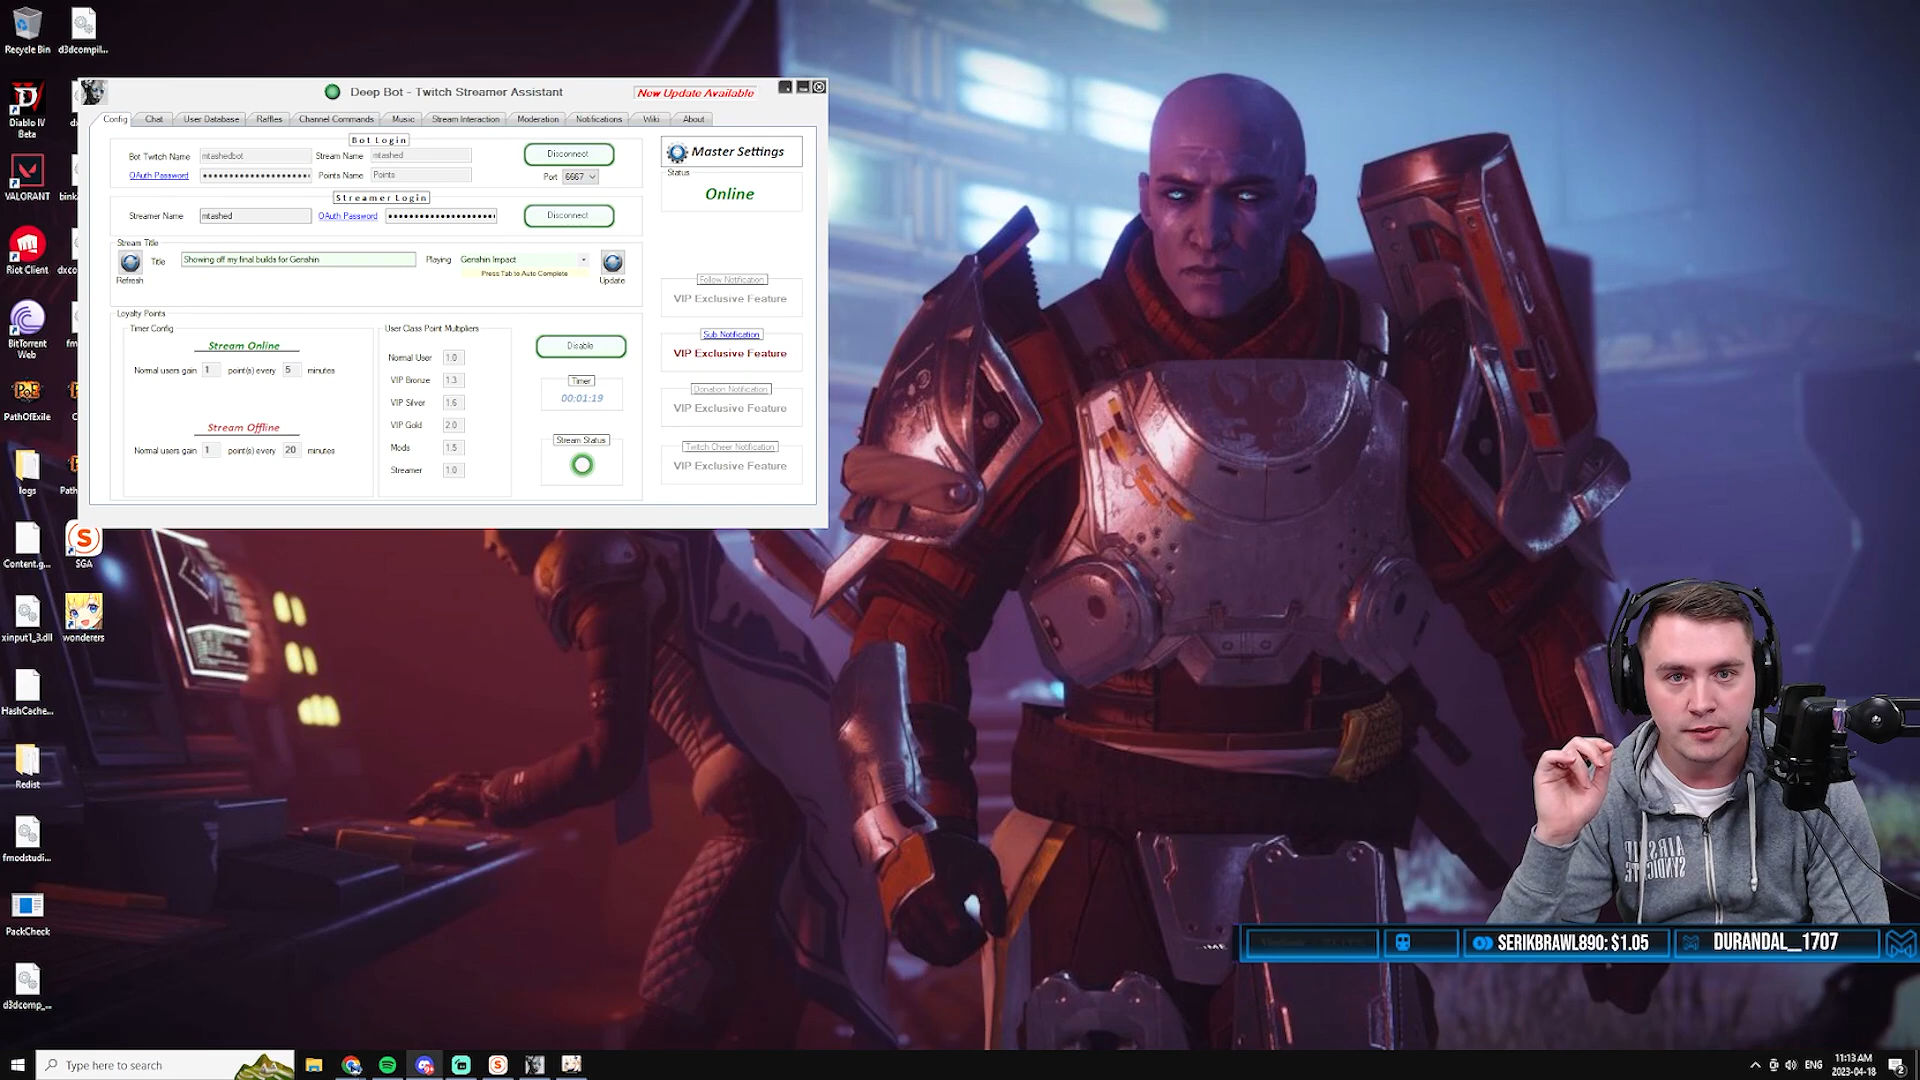 Recycle Bin
d3dcompil...
Diablo IV
Beta
VALORANT
Riot Client
BitTorrent
Web
PathOfExile
logs
Content.g...
SGA
xinput1_3.dll
wonderers
HashCache...
Redist
fmodstudi...
PackCheck
d3dcomp_...
Deep Bot - Twitch Streamer Assistant
New Update Available
Config
Chat
User Database
Raffles
Channel Commands
Music
Stream Interaction
Moderation
Notifications
Wiki
About
Bot Login
Bot Twitch Name
mtashedbot
Stream Name
mtashed
Disconnect
OAuth Password
Points Name
Points
Port
6667
Streamer Login
Streamer Name
mtashed
OAuth Password
Disconnect
Stream Title
Refresh
Title
Showing off my final builds for Genshin
Playing
Genshin Impact
Press Tab to Auto Complete
Update
Loyalty Points
Timer Config
Stream Online
Normal users gain 1 point(s) every 5 minutes
Stream Offline
Normal users gain 1 point(s) every 20 minutes
User Class Point Multipliers
Normal User 1.0
VIP Bronze 1.3
VIP Silver 1.6
VIP Gold 2.0
Mods 1.5
Streamer 1.0
Disable
Timer
00:01:19
Stream Status
Master Settings
Status
Online
Follow Notification
VIP Exclusive Feature
Sub Notification
VIP Exclusive Feature
Donation Notification
VIP Exclusive Feature
Twitch Cheer Notification
VIP Exclusive Feature
AIRSHIP
SYNDICATE
SERIKBRAWL890: $1.05
DURANDAL_1707
Type here to search
ENG
11:13 AM
2023-04-18
2